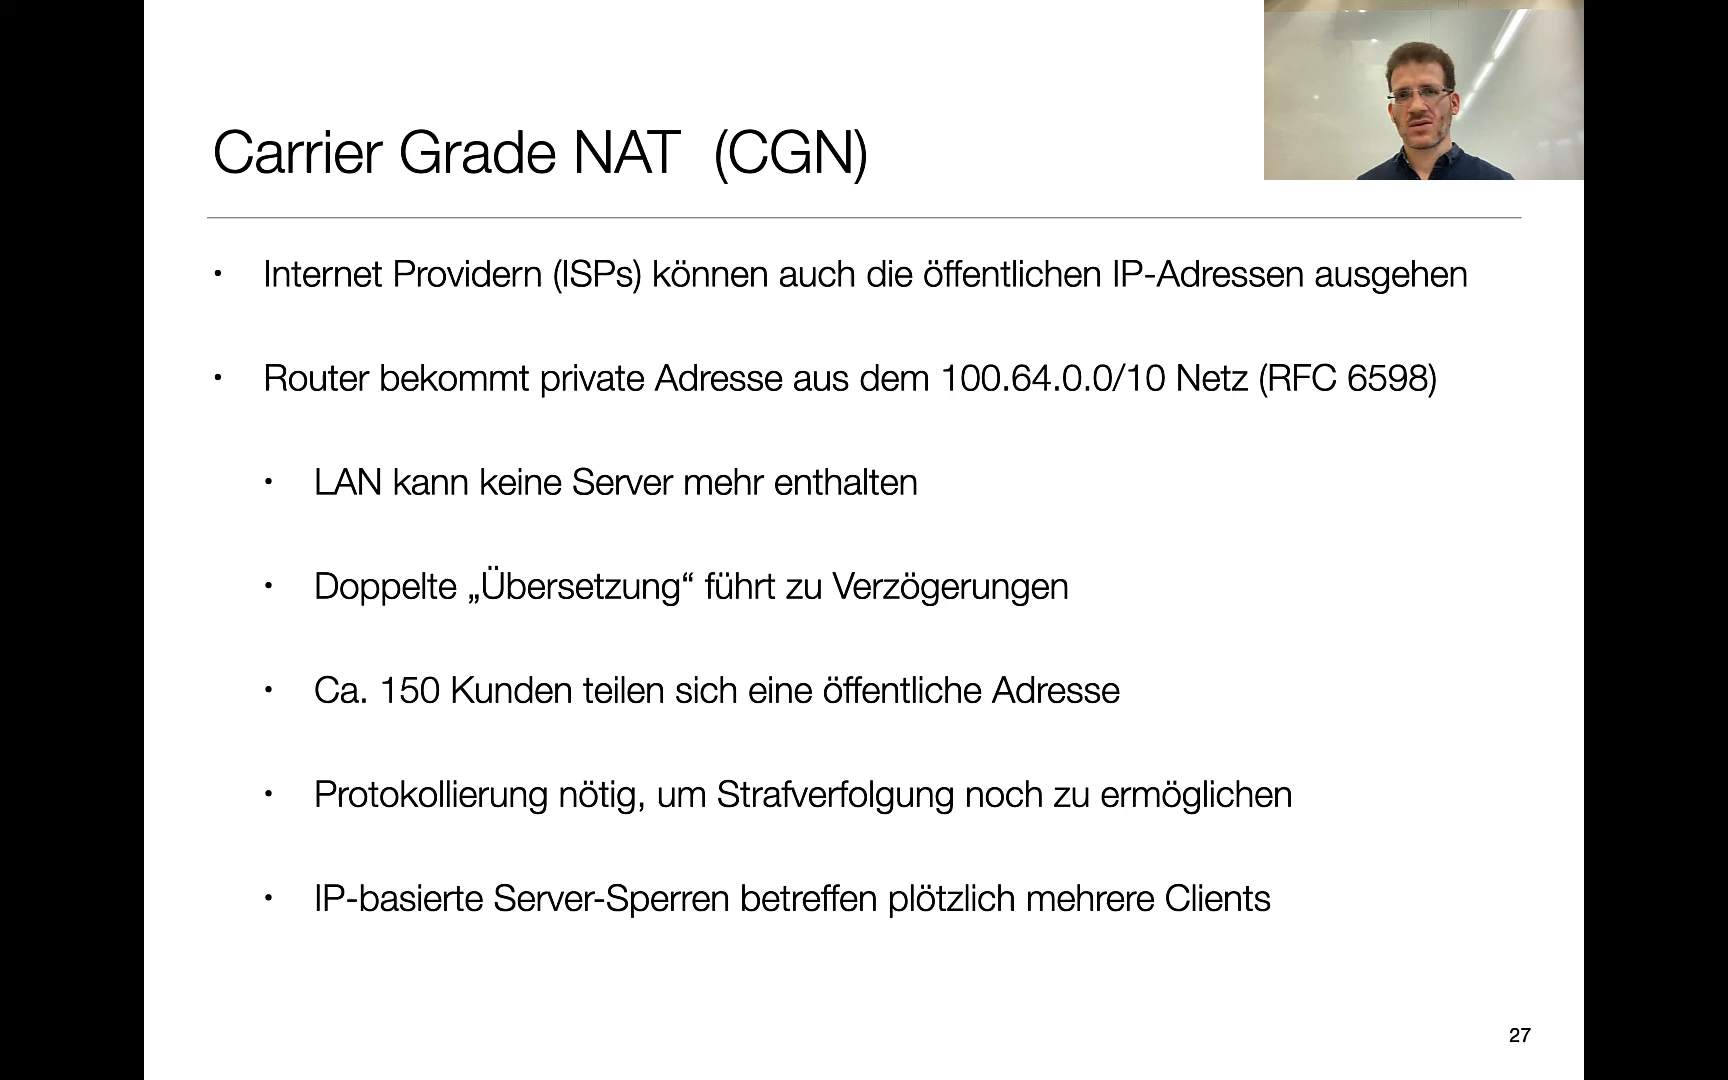 Carrier Grade NAT (CGN)
• Internet Providern (ISPs) können auch die öffentlichen IP-Adressen ausgehen
• Router bekommt private Adresse aus dem 100.64.0.0/10 Netz (RFC 6598)
• LAN kann keine Server mehr enthalten
• Doppelte „Übersetzung“ führt zu Verzögerungen
• Ca. 150 Kunden teilen sich eine öffentliche Adresse
• Protokollierung nötig, um Strafverfolgung noch zu ermöglichen
• IP-basierte Server-Sperren betreffen plötzlich mehrere Clients
27